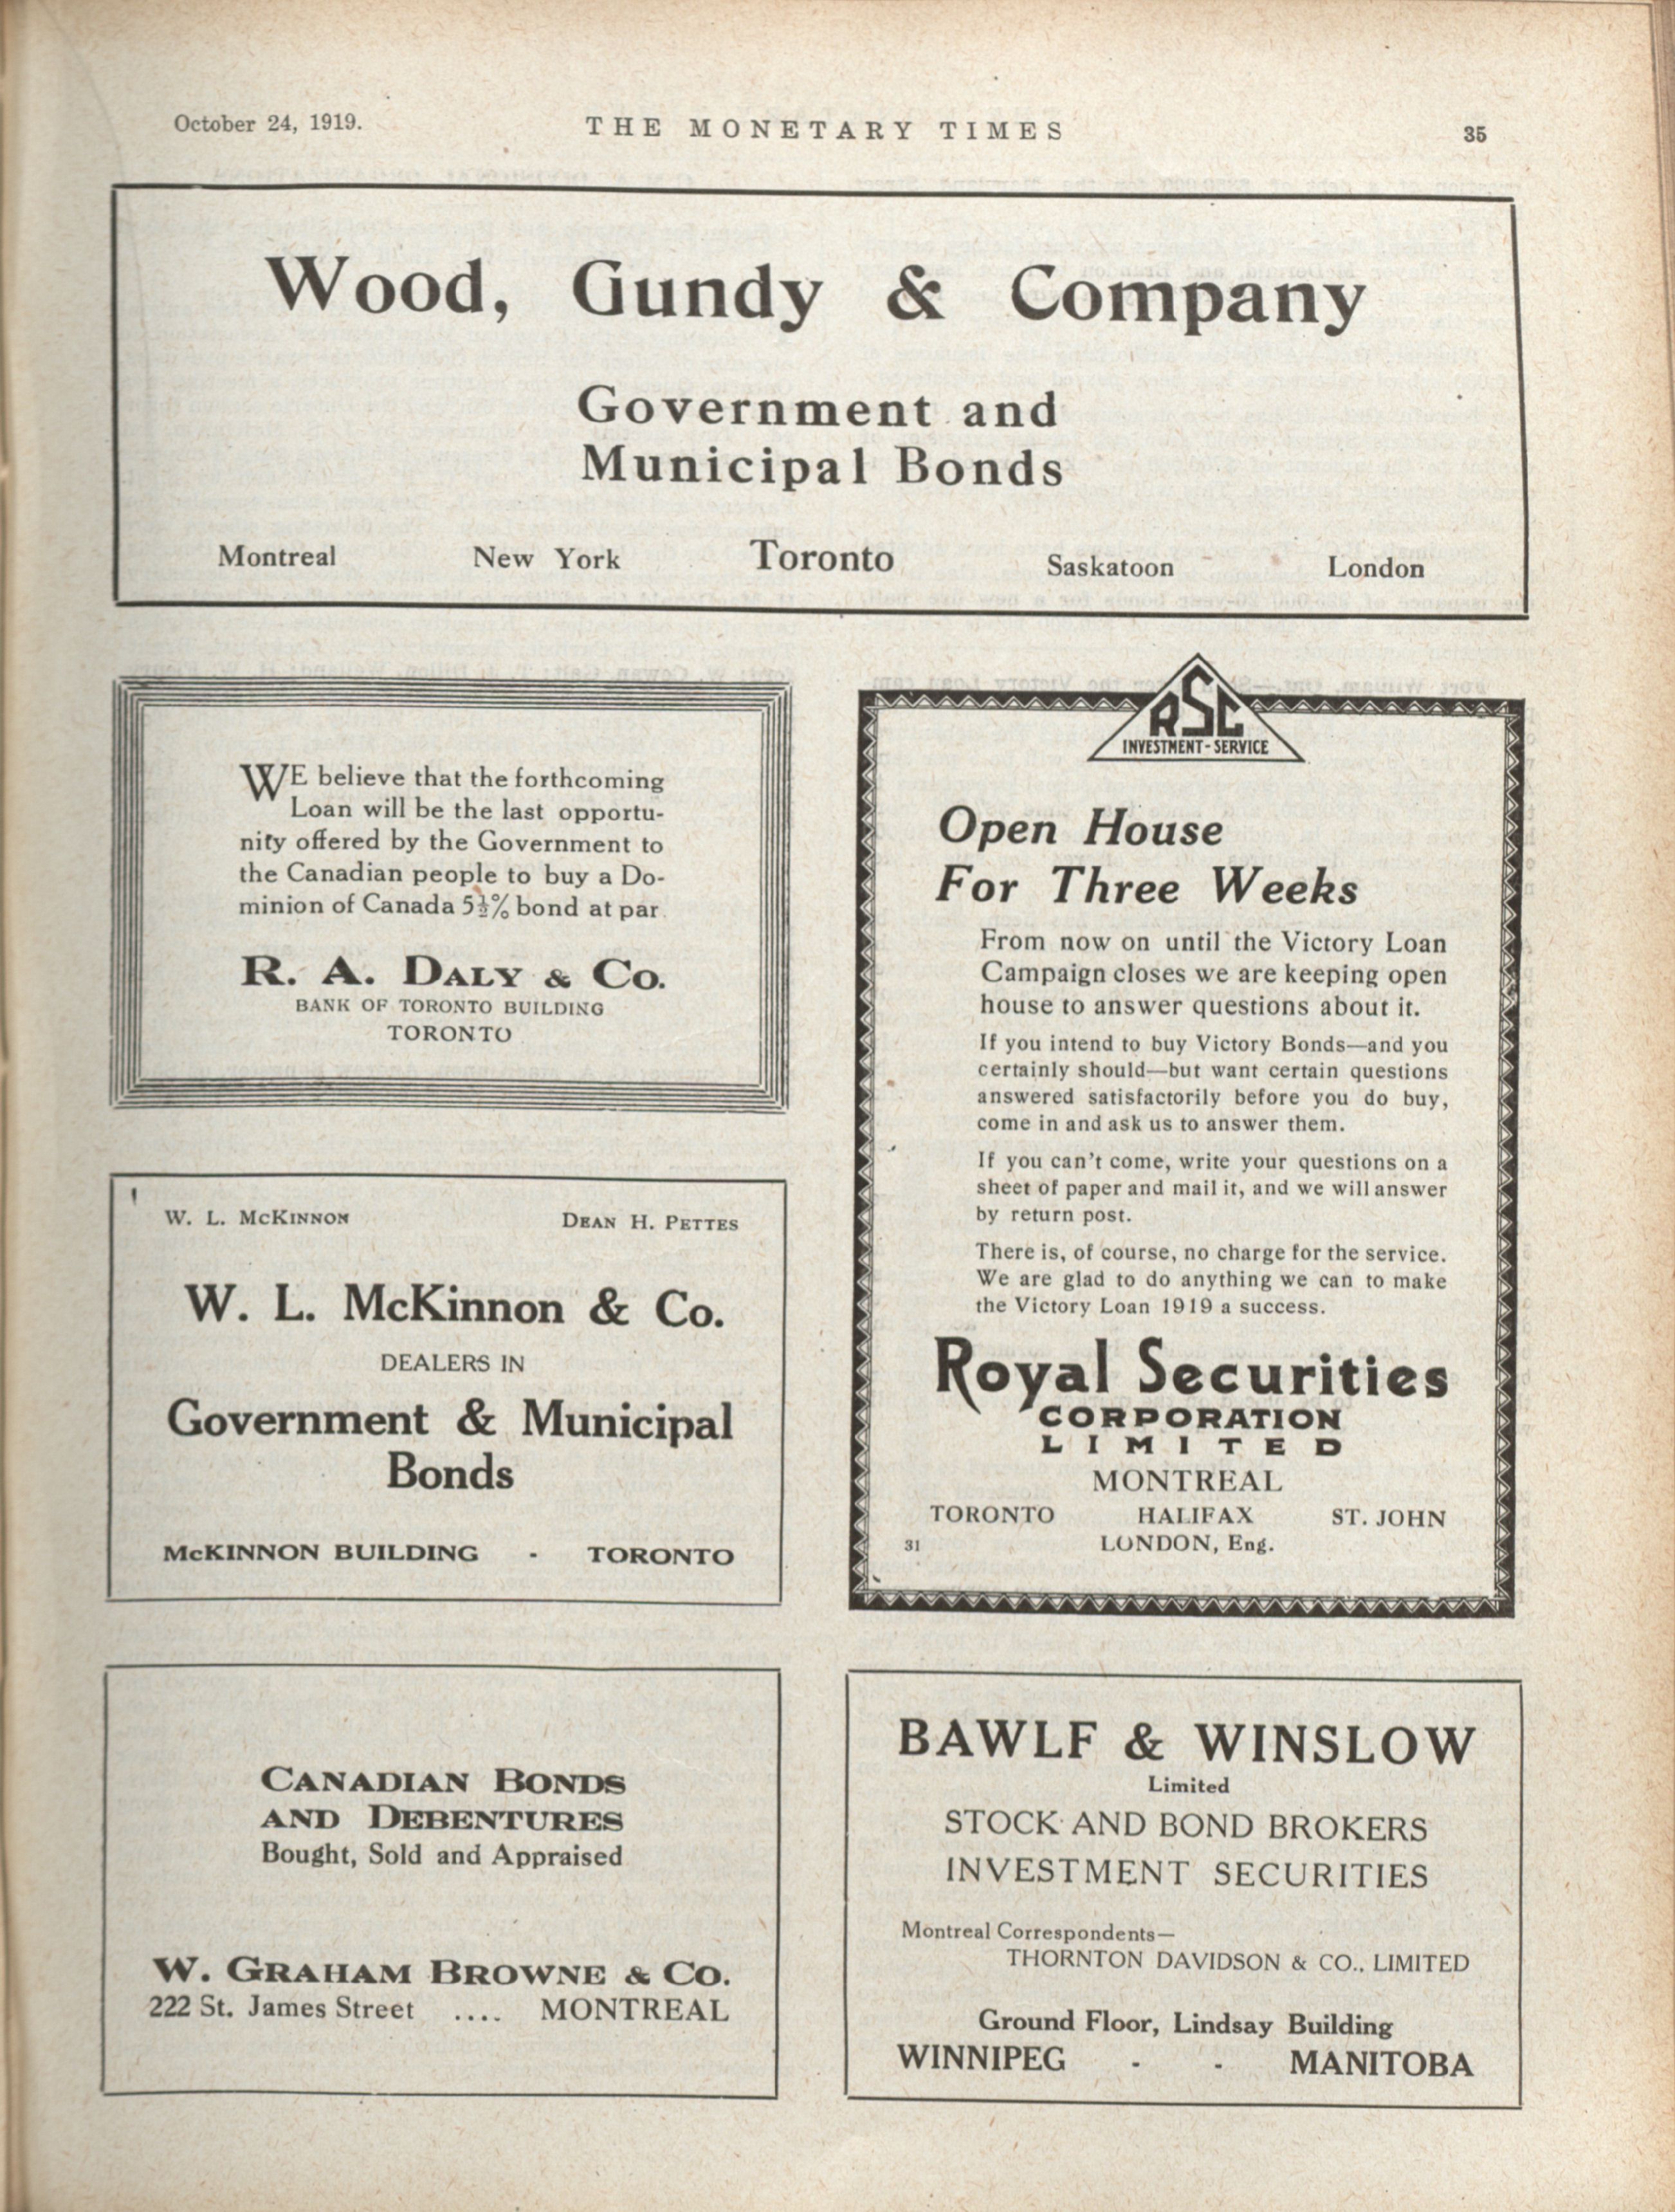 October 24, 1919.
THE MONETARY TIMES
35
Wood, Gundy & Company
Government and
Municipal Bonds
Montreal New York Toronto Saskatoon London
WE believe that the forthcoming
Loan will be the last opportu-
nity offered by the Government to
the Canadian people to buy a Do-
minion of Canada 5½% bond at par
R. A. DALY & CO.
BANK OF TORONTO BUILDING
TORONTO
W. L. MCKINNON DEAN H. PETTES
W. L. McKinnon & Co.
DEALERS IN
Government & Municipal
Bonds
McKINNON BUILDING - TORONTO
RSC
INVESTMENT-SERVICE
Open House
For Three Weeks
From now on until the Victory Loan
Campaign closes we are keeping open
house to answer questions about it.
If you intend to buy Victory Bonds—and you
certainly should—but want certain questions
answered satisfactorily before you do buy,
come in and ask us to answer them.
If you can't come, write your questions on a
sheet of paper and mail it, and we will answer
by return post.
There is, of course, no charge for the service.
We are glad to do anything we can to make
the Victory Loan 1919 a success.
Royal Securities
CORPORATION
LIMITED
MONTREAL
TORONTO HALIFAX ST. JOHN
31 LONDON, Eng.
CANADIAN BONDS
AND DEBENTURES
Bought, Sold and Appraised
W. GRAHAM BROWNE & CO.
222 St. James Street .... MONTREAL
BAWLF & WINSLOW
Limited
STOCK AND BOND BROKERS
INVESTMENT SECURITIES
Montreal Correspondents—
THORNTON DAVIDSON & CO., LIMITED
Ground Floor, Lindsay Building
WINNIPEG - - MANITOBA